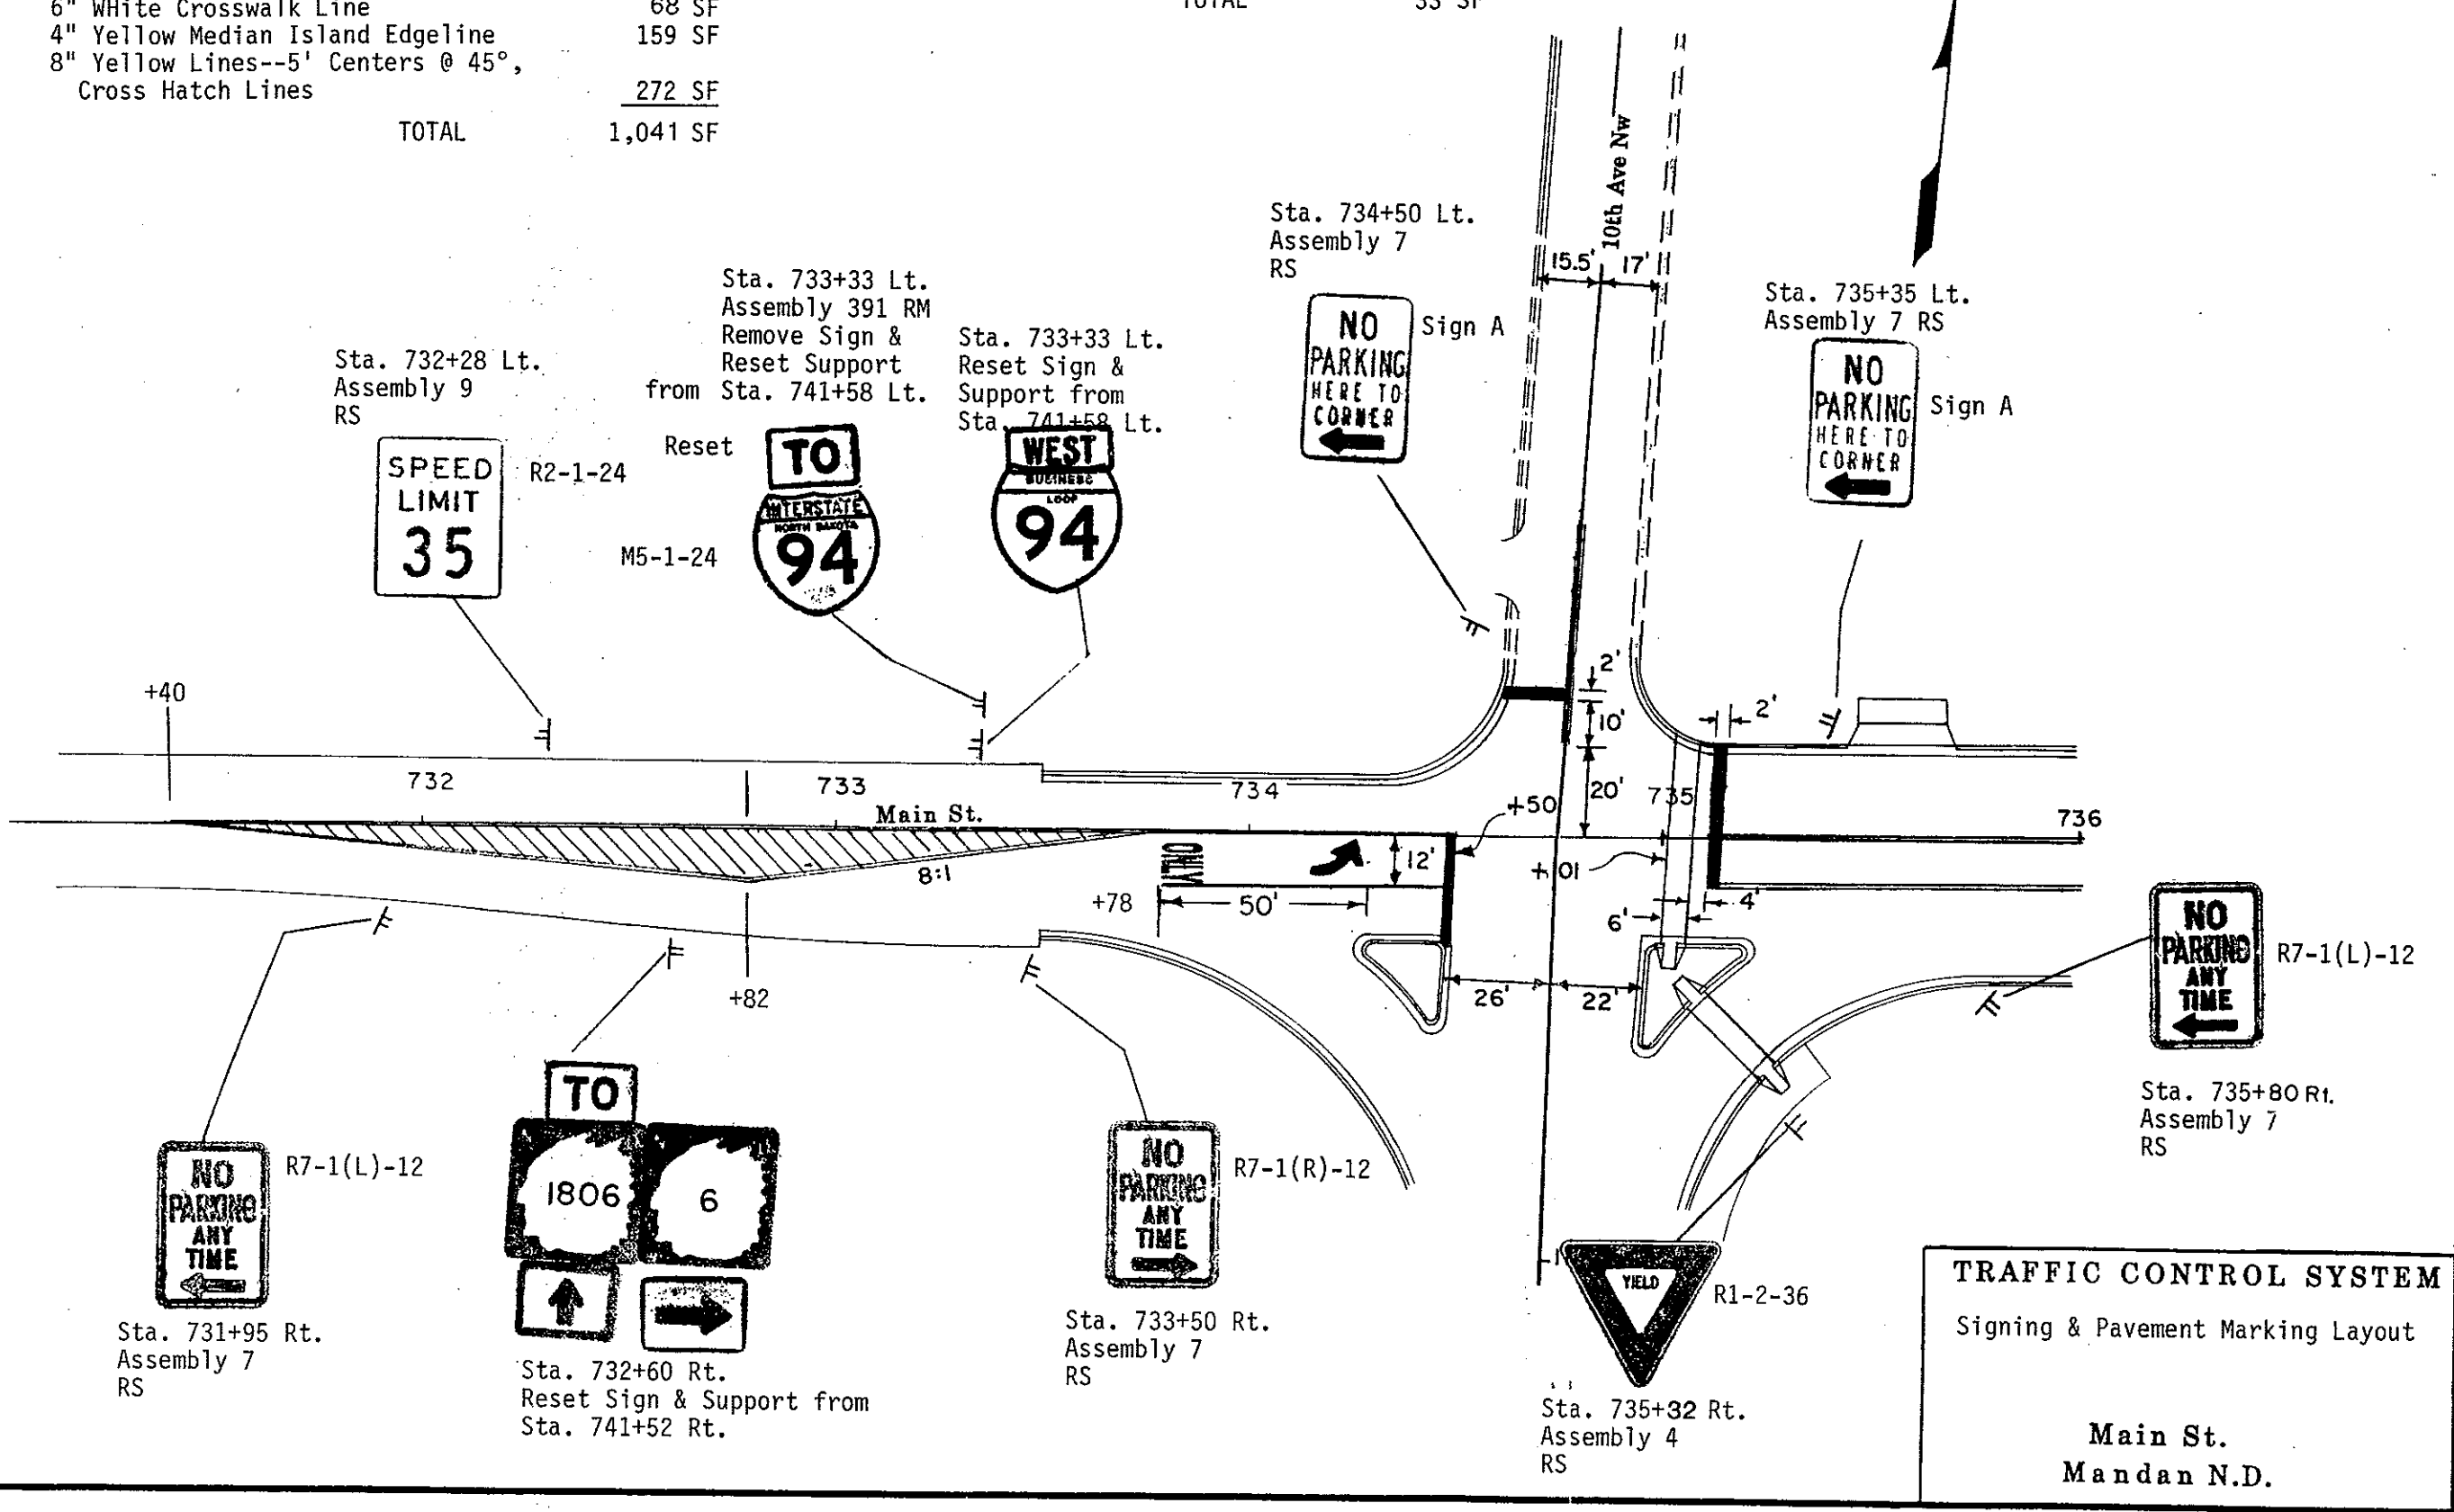 6" WHite Crosswalk Line 68 SF
4" Yellow Median Island Edgeline 159 SF
8" Yellow Lines--5' Centers @ 45°,
Cross Hatch Lines 272 SF
TOTAL 1,041 SF
TOTAL 33 SF
10th Ave Nw
15.5' 17'
Sta. 734+50 Lt.
Assembly 7
RS
NO
PARKING
HERE TO
CORNER
Sign A
Sta. 735+35 Lt.
Assembly 7 RS
NO
PARKING
HERE TO
CORNER
Sign A
Sta. 733+33 Lt.
Assembly 391 RM
Remove Sign &
Reset Support
from Sta. 741+58 Lt.
Reset
TO
INTERSTATE
NORTH DAKOTA
94
M5-1-24
Sta. 733+33 Lt.
Reset Sign &
Support from
Sta. 741+58 Lt.
WEST
BUSINESS
LOOP
94
Sta. 732+28 Lt.
Assembly 9
RS
SPEED
LIMIT
35
R2-1-24
+40
732
733
734
735
736
Main St.
2'
10'
20'
2'
+50
+01
ONLY
12'
8:1
+78
50'
4'
6'
26'
22'
+82
NO
PARKING
ANY
TIME
R7-1(L)-12
Sta. 735+80 Rt.
Assembly 7
RS
NO
PARKING
ANY
TIME
R7-1(L)-12
Sta. 731+95 Rt.
Assembly 7
RS
TO
1806
6
Sta. 732+60 Rt.
Reset Sign & Support from
Sta. 741+52 Rt.
NO
PARKING
ANY
TIME
R7-1(R)-12
Sta. 733+50 Rt.
Assembly 7
RS
YIELD
R1-2-36
Sta. 735+32 Rt.
Assembly 4
RS
TRAFFIC CONTROL SYSTEM
Signing & Pavement Marking Layout
Main St.
Mandan N.D.